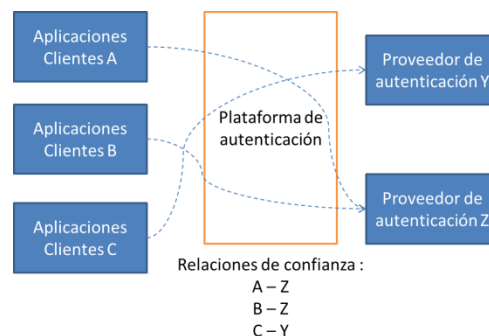 Aplicaciones
Clientes A
Aplicaciones
Clientes B
Aplicaciones
Clientes C
Plataforma de
autenticación
Proveedor de
autenticación Y
Proveedor de
autenticación Z
Relaciones de confianza :
A – Z
B – Z
C – Y